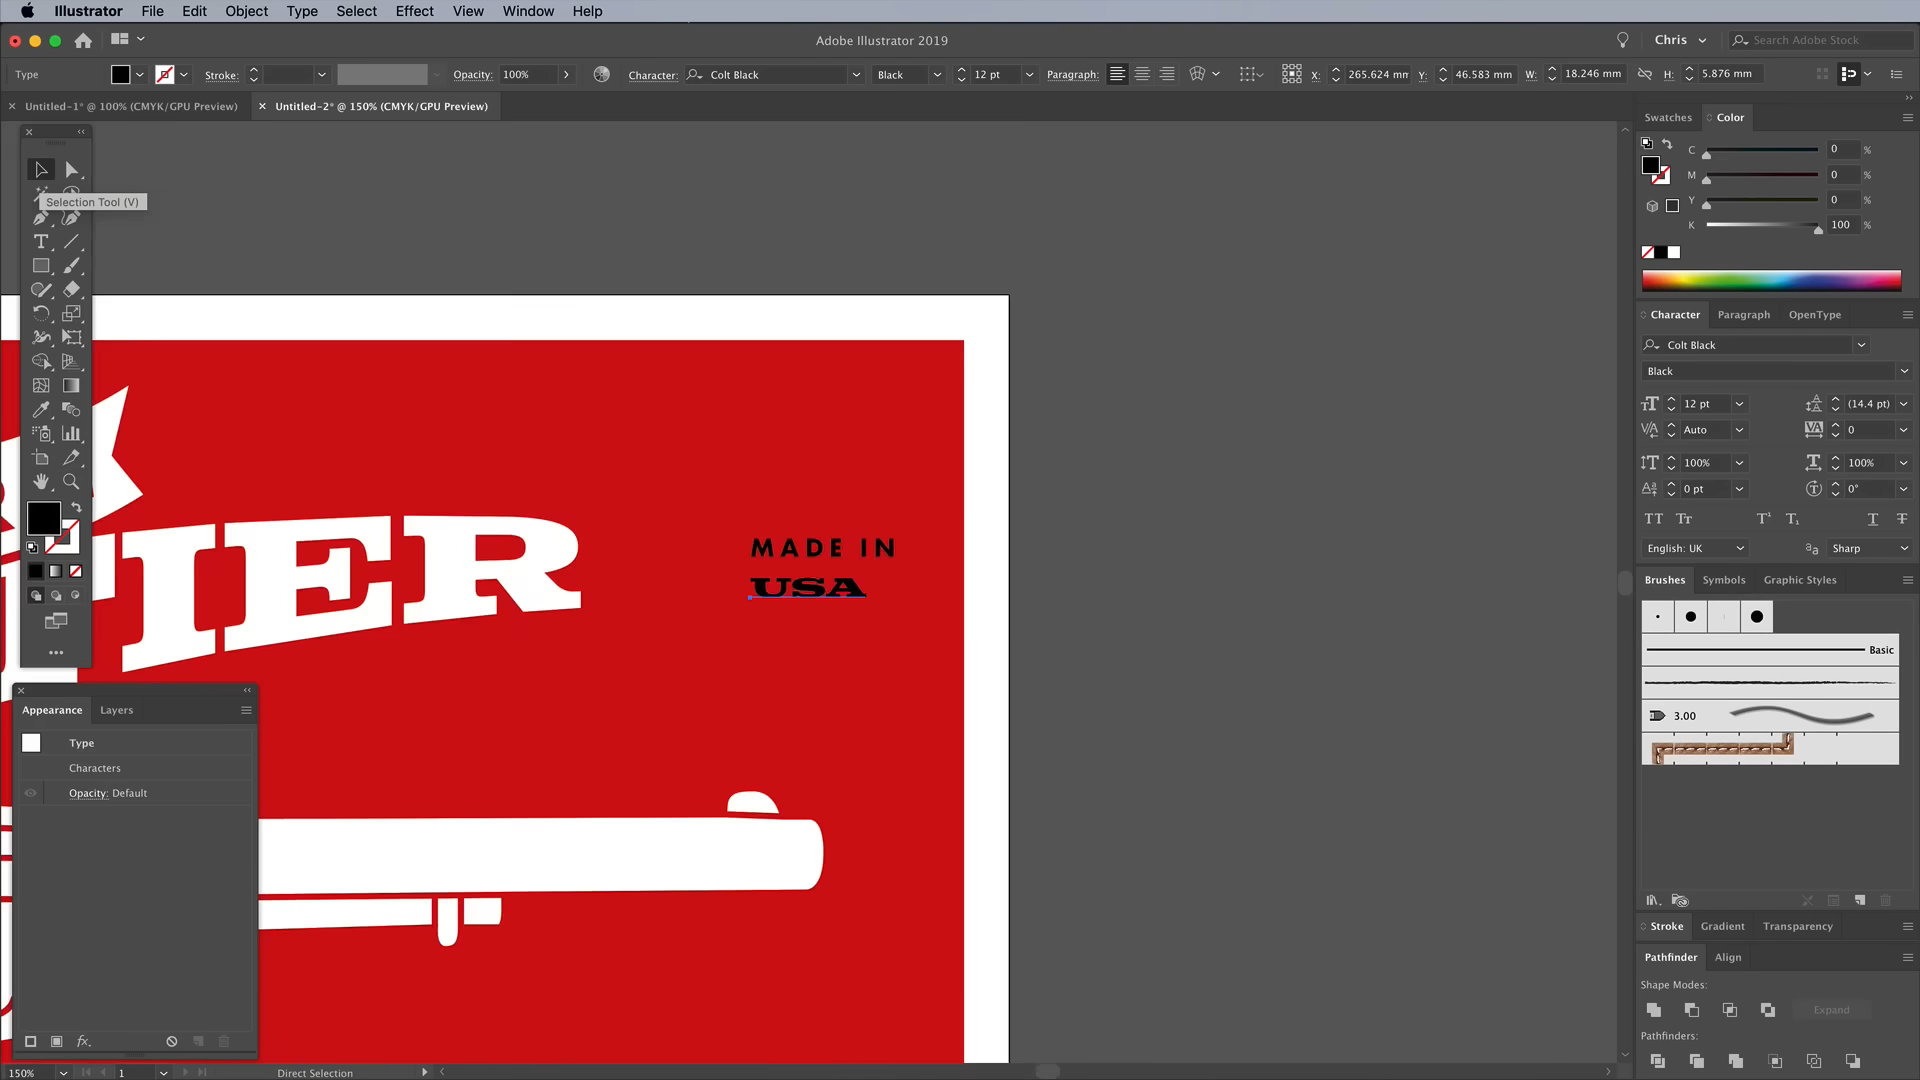 Illustrator File Edit Object Type Select Effect View Window Help
Adobe Illustrator 2019
Chris
Search Adobe Stock
Type
Stroke:
Opacity: 100%
Character: Colt Black
Black
12 pt
Paragraph:
X: 265.624 mm
Y: 46.583 mm
W: 18.246 mm
H: 5.876 mm
Untitled-1* @ 100% (CMYK/GPU Preview)
Untitled-2* @ 150% (CMYK/GPU Preview)
Selection Tool (V)
IER
MADE IN
USA
Appearance Layers
Type
Characters
Opacity: Default
fx
150%
1
Direct Selection
Swatches Color
C 0 %
M 0 %
Y 0 %
K 100 %
Character Paragraph OpenType
Colt Black
Black
12 pt (14.4 pt)
Auto 0
100% 100%
0 pt 0°
English: UK Sharp
Brushes Symbols Graphic Styles
Basic
3.00
Stroke Gradient Transparency
Pathfinder Align
Shape Modes:
Expand
Pathfinders: